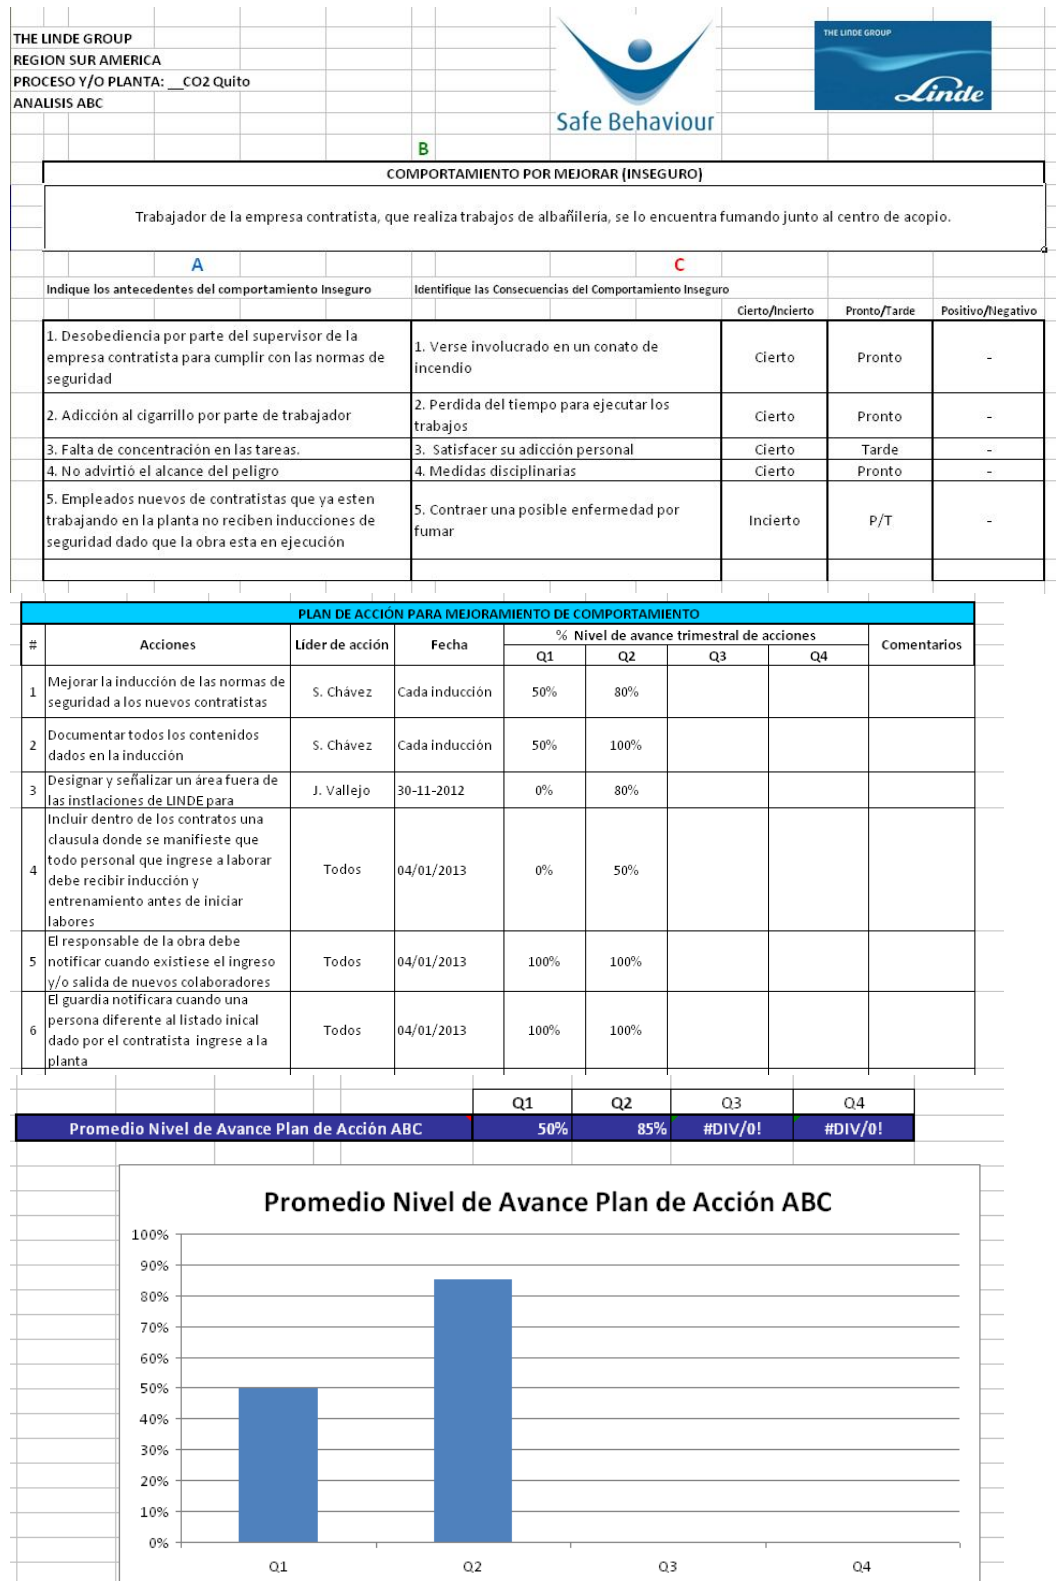 THE LINDE GROUP
REGION SUR AMERICA
PROCESO Y/O PLANTA: __CO2 Quito
ANALISIS ABC
Safe Behaviour
THE LINDE GROUP
Linde
B
COMPORTAMIENTO POR MEJORAR (INSEGURO)
Trabajador de la empresa contratista, que realiza trabajos de albañilería, se lo encuentra fumando junto al centro de acopio.
A C
Indique los antecedentes del comportamiento Inseguro Identifique las Consecuencias del Comportamiento Inseguro
Cierto/Incierto Pronto/Tarde Positivo/Negativo
1. Desobediencia por parte del supervisor de la
empresa contratista para cumplir con las normas de
seguridad
1. Verse involucrado en un conato de
incendio
Cierto Pronto -
2. Adicción al cigarrillo por parte de trabajador
2. Perdida del tiempo para ejecutar los
trabajos
Cierto Pronto -
3. Falta de concentración en las tareas. 3. Satisfacer su adicción personal Cierto Tarde -
4. No advirtió el alcance del peligro 4. Medidas disciplinarias Cierto Pronto -
5. Empleados nuevos de contratistas que ya esten
trabajando en la planta no reciben inducciones de
seguridad dado que la obra esta en ejecución
5. Contraer una posible enfermedad por
fumar
Incierto P/T -
PLAN DE ACCIÓN PARA MEJORAMIENTO DE COMPORTAMIENTO
# Acciones Líder de acción Fecha % Nivel de avance trimestral de acciones Comentarios
Q1 Q2 Q3 Q4
1 Mejorar la inducción de las normas de
seguridad a los nuevos contratistas
S. Chávez Cada inducción 50% 80%
2 Documentar todos los contenidos
dados en la inducción
S. Chávez Cada inducción 50% 100%
3 Designar y señalizar un área fuera de
las instlaciones de LINDE para
J. Vallejo 30-11-2012 0% 80%
4 Incluir dentro de los contratos una
clausula donde se manifieste que
todo personal que ingrese a laborar
debe recibir inducción y
entrenamiento antes de iniciar
labores
Todos 04/01/2013 0% 50%
5 El responsable de la obra debe
notificar cuando existiese el ingreso
y/o salida de nuevos colaboradores
Todos 04/01/2013 100% 100%
6 El guardia notificara cuando una
persona diferente al listado inical
dado por el contratista ingrese a la
planta
Todos 04/01/2013 100% 100%
Q1 Q2 Q3 Q4
Promedio Nivel de Avance Plan de Acción ABC 50% 85% #DIV/0! #DIV/0!
Promedio Nivel de Avance Plan de Acción ABC
100%
90%
80%
70%
60%
50%
40%
30%
20%
10%
0%
Q1 Q2 Q3 Q4